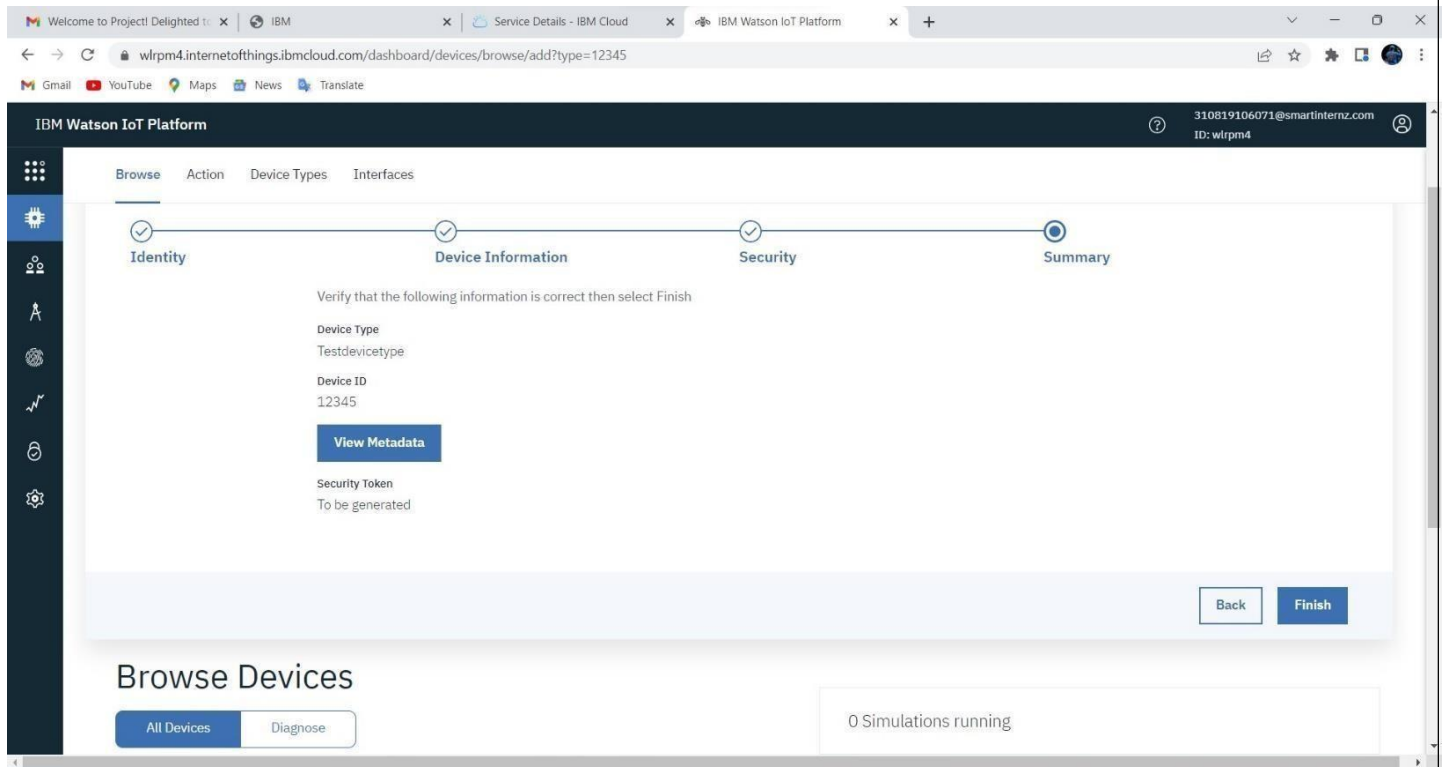 Welcome to Project! Delighted to
IBM
Service Details - IBM Cloud
IBM Watson IoT Platform
wlrpm4.internetofthings.ibmcloud.com/dashboard/devices/browse/add?type=12345
Gmail YouTube Maps News Translate
IBM Watson IoT Platform
310819106071@smartinternz.com
ID: wlrpm4
Browse Action Device Types Interfaces
Identity Device Information Security Summary
Verify that the following information is correct then select Finish
Device Type
Testdevicetype
Device ID
12345
View Metadata
Security Token
To be generated
Back Finish
Browse Devices
All Devices Diagnose
0 Simulations running